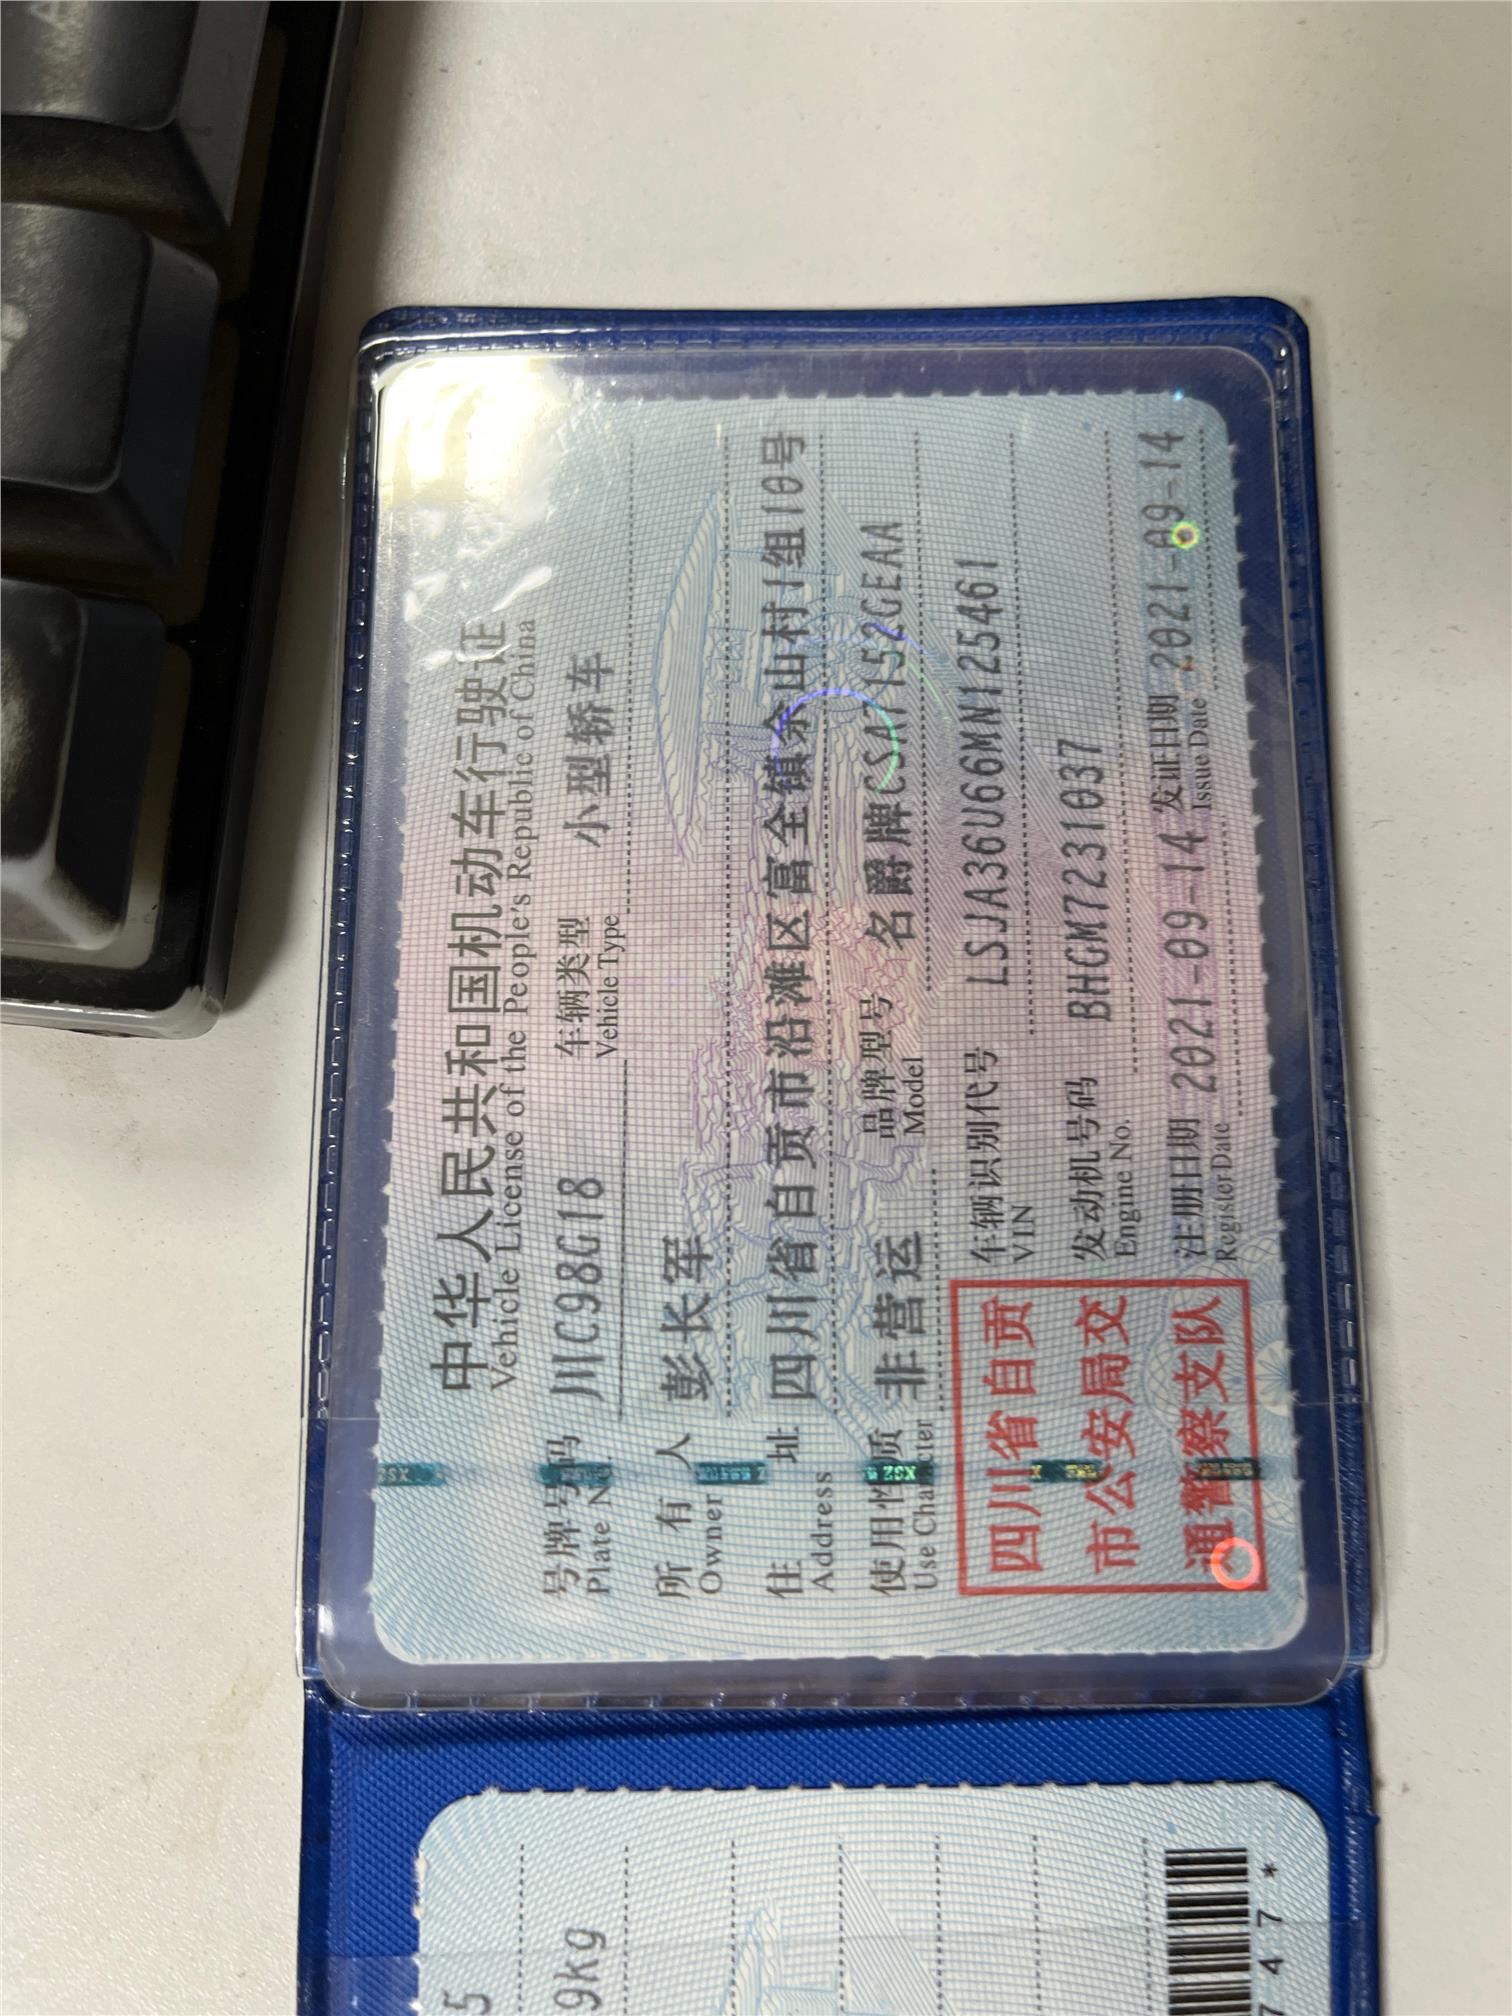 中华人民共和国机动车行驶证
Vehicle License of the People's Republic of China
号牌号码 川C98G18 车辆类型 小型轿车
Plate No. Vehicle Type
所有人 彭长军
Owner
住址 四川省自贡市沿滩区富全镇余山村1组10号
Address
使用性质 非营运 品牌型号 名爵牌CSA7152GEAA
Use Character Model
四川省自贡
市公安局交
通警察支队
车辆识别代号 LSJA36U66MN125461
VIN
发动机号码 BHGM7231037
Engine No.
注册日期 2021-09-14 发证日期 2021-09-14
Register Date Issue Date
5
9kg
747*